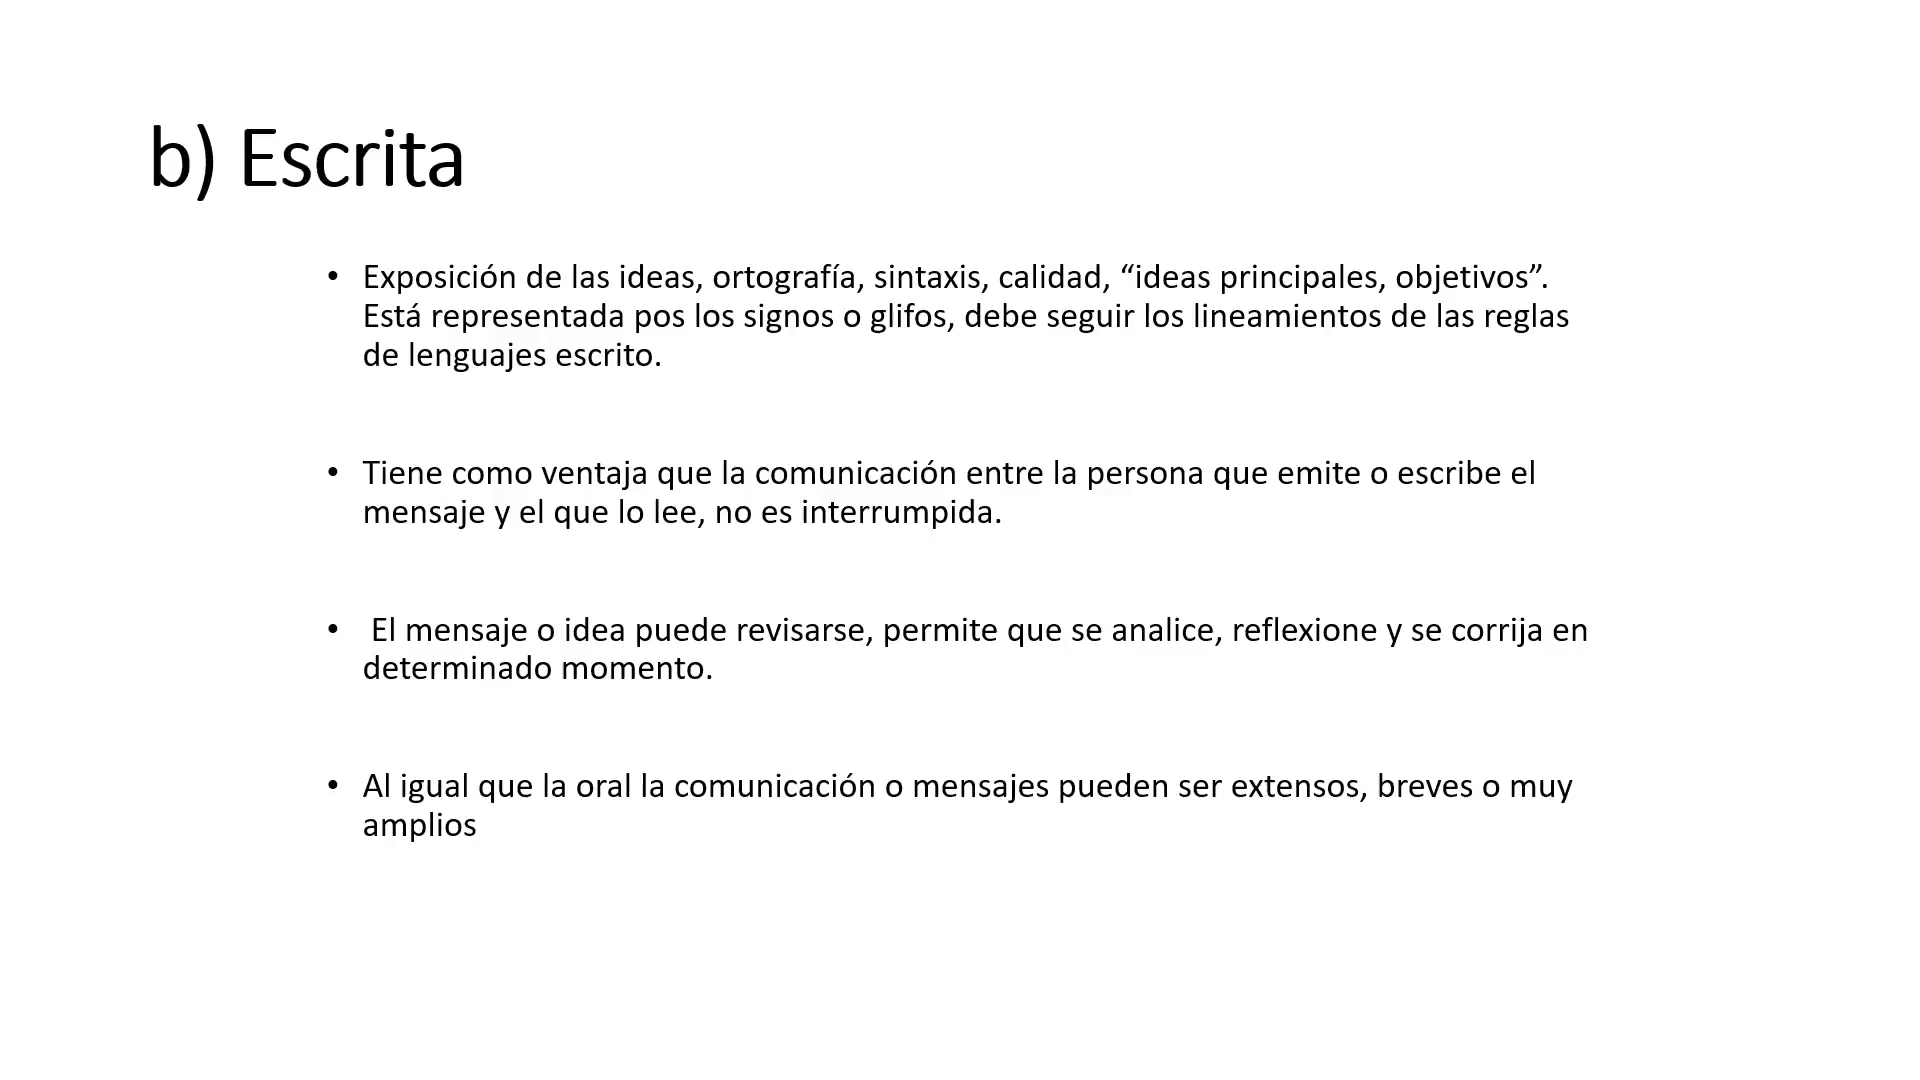 b) Escrita
• Exposición de las ideas, ortografía, sintaxis, calidad, “ideas principales, objetivos”.
Está representada pos los signos o glifos, debe seguir los lineamientos de las reglas
de lenguajes escrito.
• Tiene como ventaja que la comunicación entre la persona que emite o escribe el
mensaje y el que lo lee, no es interrumpida.
• El mensaje o idea puede revisarse, permite que se analice, reflexione y se corrija en
determinado momento.
• Al igual que la oral la comunicación o mensajes pueden ser extensos, breves o muy
amplios